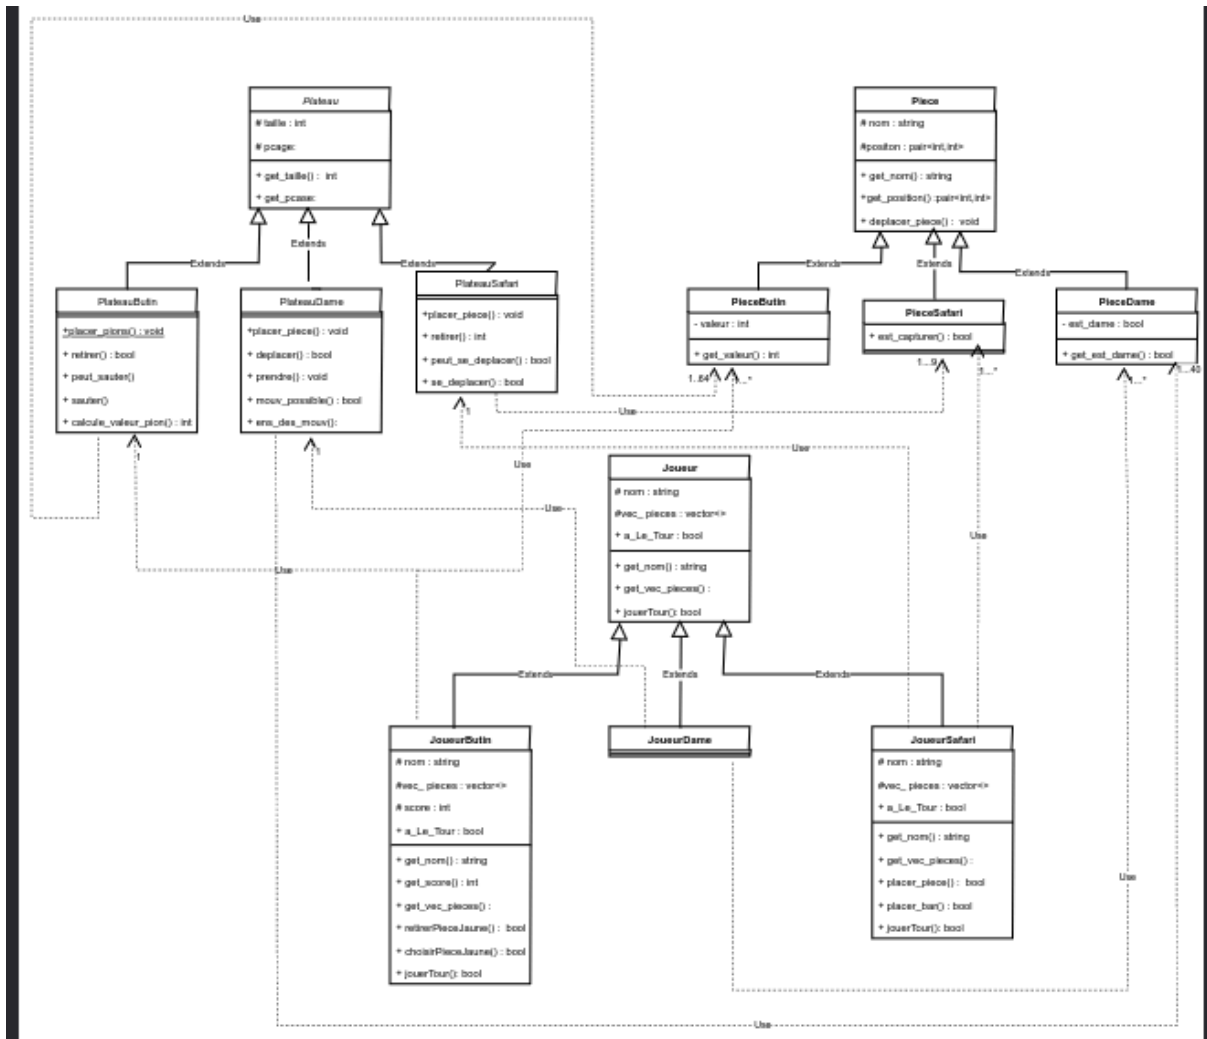 Use
Plateau
# taille : int
# pcage:
+ get_taille() : int
+ get_pcase:
Piece
# nom : string
#positon : pair<int,int>
+ get_nom() : string
+get_position() :pair<int,int>
+ deplacer_piece() : void
Extends
Extends
Extends
Extends
Extends
Extends
PlateauButin
+placer_pions() : void
+ retirer() : bool
+ peut_sauter()
+ sauter()
+ calcule_valeur_pion() : int
PlateauDame
+placer_piece() : void
+ deplacer() : bool
+ prendre() : void
+ mouv_possible() : bool
+ ens_des_mouv():
PlateauSafari
+placer_piece() : void
+ retirer() : int
+ peut_se_deplacer() : bool
+ se_deplacer() : bool
PieceButin
- valeur : int
+ get_valeur() : int
PieceSafari
+ est_capturer() : bool
PieceDame
- est_dame : bool
+ get_est_dame() : bool
1...64
1...*
1...9
1...*
1...*
1...40
Use
1
Use
Use
1
1
Use
Use
Use
Joueur
# nom : string
#vec_ pieces : vector<>
+ a_Le_Tour : bool
+ get_nom() : string
+ get_vec_pieces() :
+ jouerTour(): bool
Extends
Extends
Extends
JoueurButin
# nom : string
#vec_ pieces : vector<>
# score : int
+ a_Le_Tour : bool
+ get_nom() : string
+ get_score() : int
+ get_vec_pieces() :
+ retirerPieceJaune() : bool
+ choisirPieceJaune() : bool
+ jouerTour(): bool
JoueurDame
JoueurSafari
# nom : string
#vec_ pieces : vector<>
+ a_Le_Tour : bool
+ get_nom() : string
+ get_vec_pieces() :
+ placer_piece() : bool
+ placer_bar() : bool
+ jouerTour(): bool
Use
Use